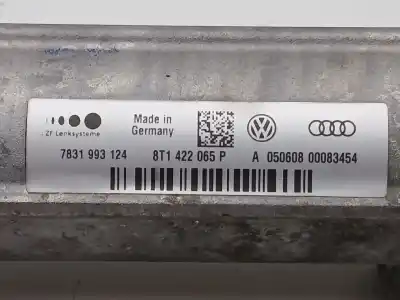 Made in
Germany
ZF Lenksysteme
7831 993 124 8T1 422 065 P A 050608 00083454